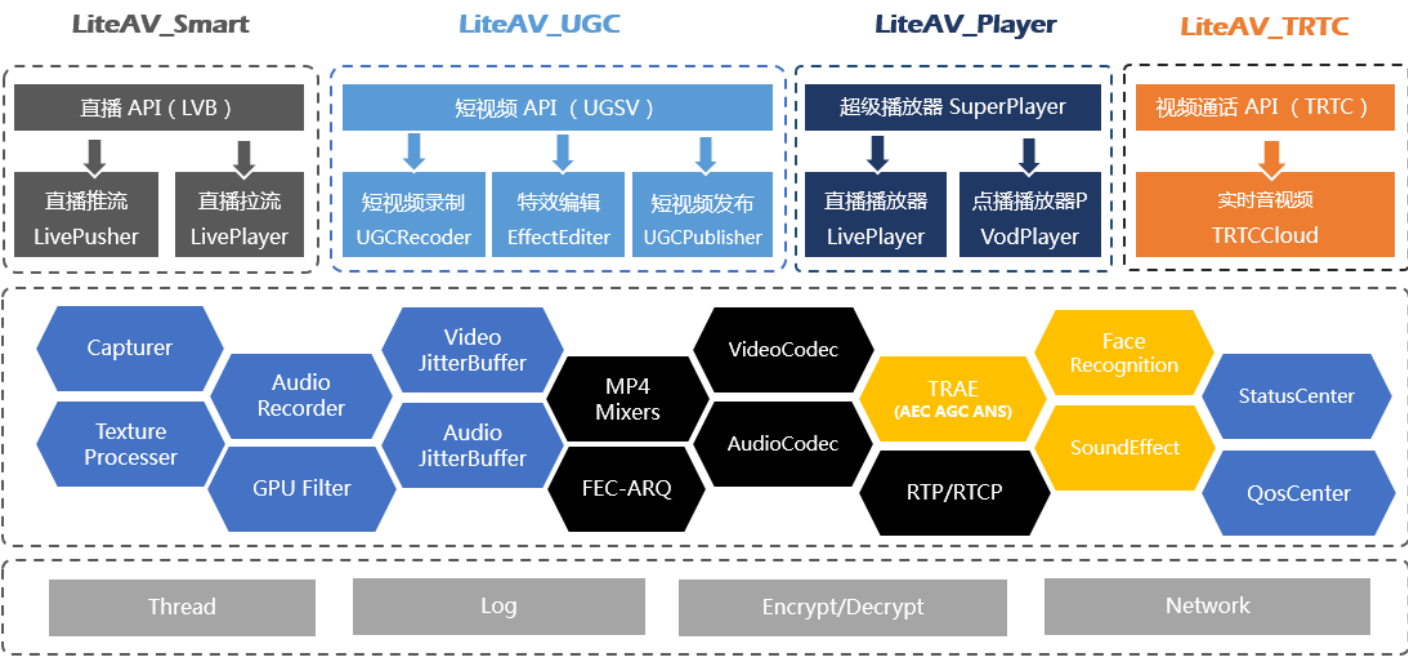 LiteAV_Smart
LiteAV_UGC
LiteAV_Player
LiteAV_TRTC
直播 API（LVB）
短视频 API （UGSV）
超级播放器 SuperPlayer
视频通话 API （TRTC）
直播推流
LivePusher
直播拉流
LivePlayer
短视频录制
UGCRecoder
特效编辑
EffectEditer
短视频发布
UGCPublisher
直播播放器
LivePlayer
点播播放器P
VodPlayer
实时音视频
TRTCCloud
Capturer
Texture
Processer
Audio
Recorder
GPU Filter
Video
JitterBuffer
Audio
JitterBuffer
MP4
Mixers
FEC-ARQ
VideoCodec
AudioCodec
TRAE
(AEC AGC ANS)
RTP/RTCP
Face
Recognition
SoundEffect
StatusCenter
QosCenter
Thread
Log
Encrypt/Decrypt
Network